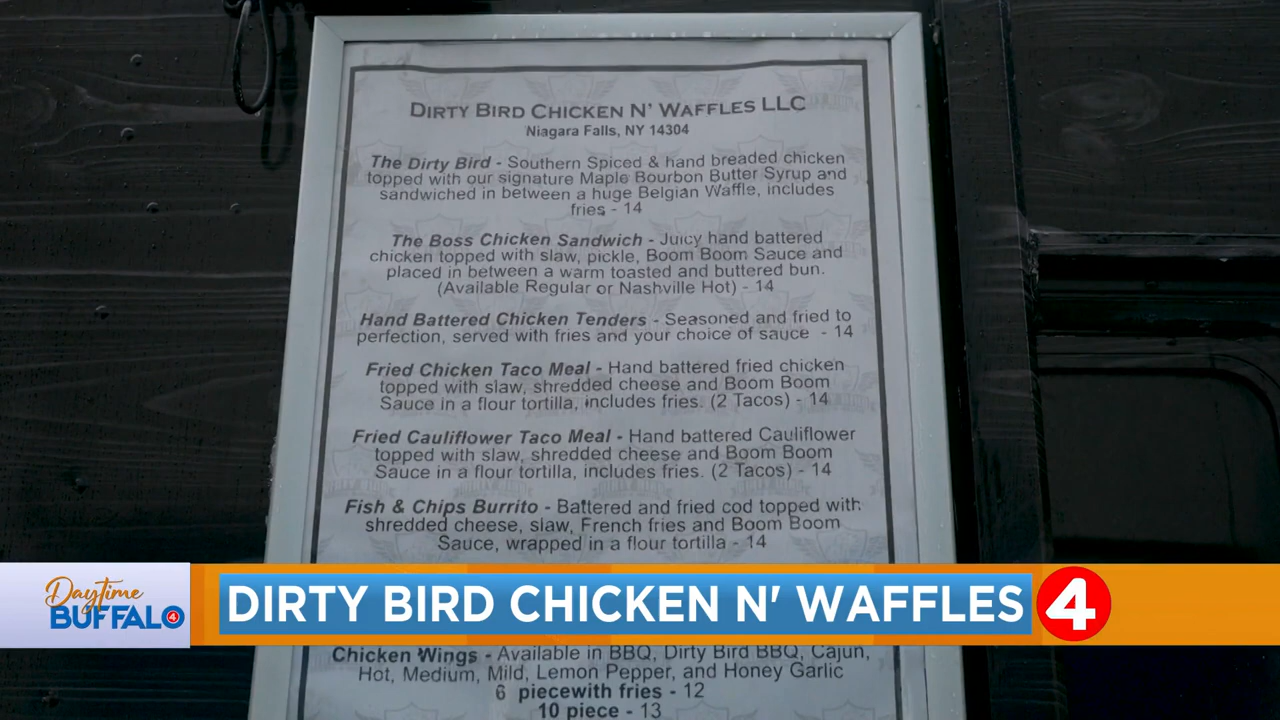 DIRTY BIRD CHICKEN N' WAFFLES LLC
Niagara Falls, NY 14304
The Dirty Bird - Southern Spiced & hand breaded chicken
topped with our signature Maple Bourbon Butter Syrup and
sandwiched in between a huge Belgian Waffle, includes
fries - 14
The Boss Chicken Sandwich - Juicy hand battered
chicken topped with slaw, pickle, Boom Boom Sauce and
placed in between a warm toasted and buttered bun.
(Available Regular or Nashville Hot) - 14
Hand Battered Chicken Tenders - Seasoned and fried to
perfection, served with fries and your choice of sauce - 14
Fried Chicken Taco Meal - Hand battered fried chicken
topped with slaw, shredded cheese and Boom Boom
Sauce in a flour tortilla, includes fries. (2 Tacos) - 14
Fried Cauliflower Taco Meal - Hand battered Cauliflower
topped with slaw, shredded cheese and Boom Boom
Sauce in a flour tortilla, includes fries. (2 Tacos) - 14
Fish & Chips Burrito - Battered and fried cod topped with
shredded cheese, slaw, French fries and Boom Boom
Sauce, wrapped in a flour tortilla - 14
Daytime
BUFFALO 4
DIRTY BIRD CHICKEN N' WAFFLES 4
Chicken Wings - Available in BBQ, Dirty Bird BBQ, Cajun,
Hot, Medium, Mild, Lemon Pepper, and Honey Garlic
6 piecewith fries - 12
10 piece - 13